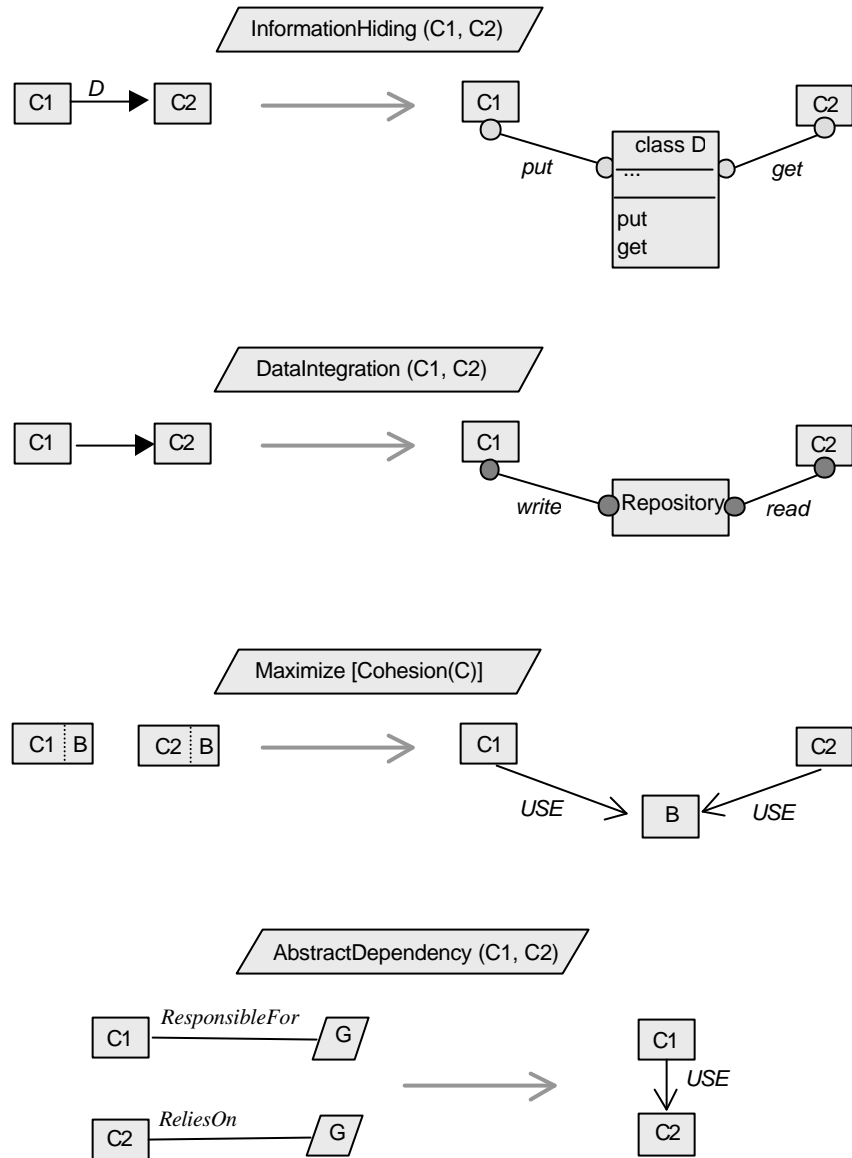 InformationHiding (C1, C2)
C1
D
C2
C1
C2
put
class D
...
put
get
get
DataIntegration (C1, C2)
C1
C2
C1
C2
write
Repository
read
Maximize [Cohesion(C)]
C1 B
C2 B
C1
C2
USE
B
USE
AbstractDependency (C1, C2)
C1
ResponsibleFor
G
C2
ReliesOn
G
C1
USE
C2